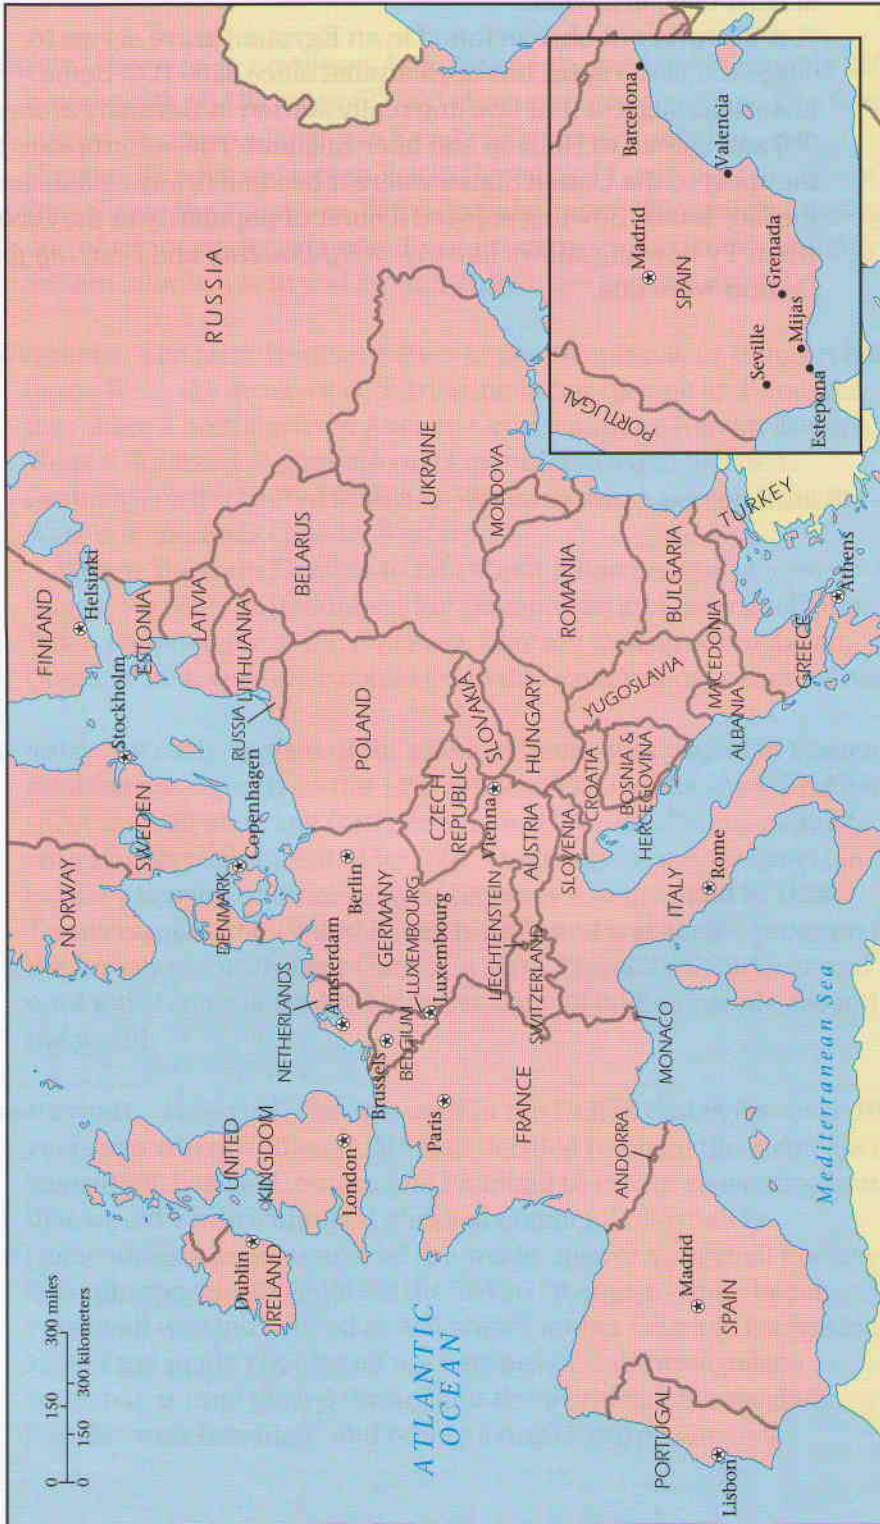 0 150 300 miles
0 150 300 kilometers
ATLANTIC
OCEAN
Mediterranean Sea
NORWAY
SWEDEN
Stockholm
FINLAND
Helsinki
ESTONIA
LATVIA
LITHUANIA
RUSSIA
RUSSIA
DENMARK
Copenhagen
UNITED
KINGDOM
London
Dublin
IRELAND
NETHERLANDS
Amsterdam
Brussels
BELGIUM
LUXEMBOURG
Luxembourg
GERMANY
Berlin
POLAND
BELARUS
UKRAINE
MOLDOVA
CZECH
REPUBLIC
SLOVAKIA
Vienna
AUSTRIA
HUNGARY
ROMANIA
LIECHTENSTEIN
SWITZERLAND
Paris
FRANCE
MONACO
ANDORRA
SLOVENIA
CROATIA
BOSNIA &
HERCEGOVINA
YUGOSLAVIA
BULGARIA
MACEDONIA
ALBANIA
GREECE
Athens
TURKEY
ITALY
Rome
Madrid
SPAIN
PORTUGAL
Lisbon
Barcelona
Valencia
Madrid
SPAIN
PORTUGAL
Grenada
Seville
Mijas
Estepona